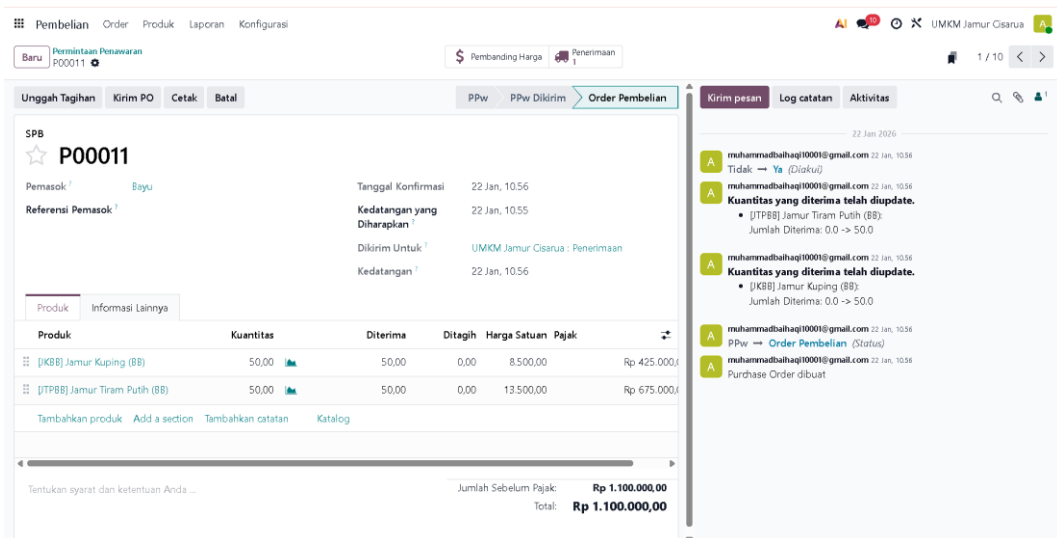 Pembelian Order Produk Laporan Konfigurasi
AI 10 UMKM Jamur Cisarua A
Baru Permintaan Penawaran
P00011
$ Pembanding Harga Penerimaan 1
1 / 10
Unggah Tagihan Kirim PO Cetak Batal
PPw PPw Dikirim Order Pembelian
SPB
P00011
Pemasok ? Bayu
Referensi Pemasok ?
Tanggal Konfirmasi 22 Jan, 10.56
Kedatangan yang Diharapkan ? 22 Jan, 10.55
Dikirim Untuk ? UMKM Jamur Cisarua : Penerimaan
Kedatangan ? 22 Jan, 10.56
Produk Informasi Lainnya
Produk Kuantitas Diterima Ditagih Harga Satuan Pajak
[JKBB] Jamur Kuping (BB) 50,00 50,00 0,00 8.500,00 Rp 425.000,
[JTPBB] Jamur Tiram Putih (BB) 50,00 50,00 0,00 13.500,00 Rp 675.000,
Tambahkan produk Add a section Tambahkan catatan Katalog
Tentukan syarat dan ketentuan Anda ...
Jumlah Sebelum Pajak: Rp 1.100.000,00
Total: Rp 1.100.000,00
Kirim pesan Log catatan Aktivitas
1
22 Jan 2026
A muhammadbaihaqi10001@gmail.com 22 Jan, 10.56
Tidak → Ya (Diakui)
A muhammadbaihaqi10001@gmail.com 22 Jan, 10.56
Kuantitas yang diterima telah diupdate.
• [JTPBB] Jamur Tiram Putih (BB):
Jumlah Diterima: 0.0 -> 50.0
A muhammadbaihaqi10001@gmail.com 22 Jan, 10.56
Kuantitas yang diterima telah diupdate.
• [JKBB] Jamur Kuping (BB):
Jumlah Diterima: 0.0 -> 50.0
A muhammadbaihaqi10001@gmail.com 22 Jan, 10.56
PPw → Order Pembelian (Status)
A muhammadbaihaqi10001@gmail.com 22 Jan, 10.56
Purchase Order dibuat